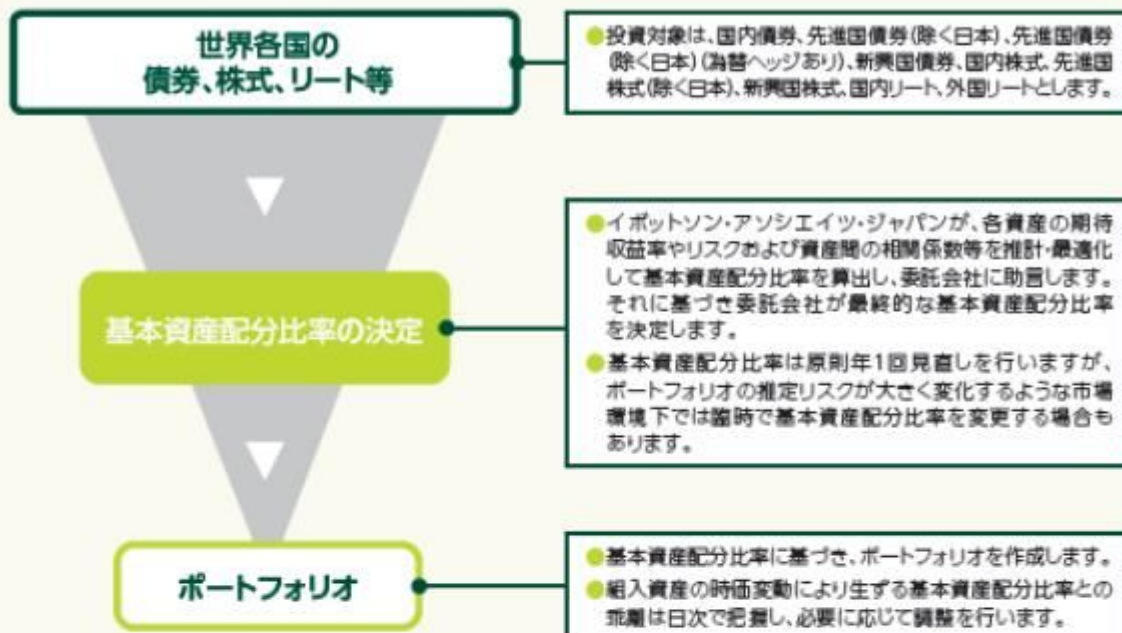 世界各国の
債券、株式、リート等
●投資対象は、国内債券、先進国債券(除く日本)、先進国債券
(除く日本)(為替ヘッジあり)、新興国債券、国内株式、先進国
株式(除く日本)、新興国株式、国内リート、外国リートとします。
基本資産配分比率の決定
●イボットソン・アソシエイツ・ジャパンが、各資産の期待
収益率やリスクおよび資産間の相関係数等を推計・最適化
して基本資産配分比率を算出し、委託会社に助言します。
それに基づき委託会社が最終的な基本資産配分比率
を決定します。
●基本資産配分比率は原則年1回見直しを行いますが、
ポートフォリオの推定リスクが大きく変化するような市場
環境下では臨時で基本資産配分比率を変更する場合も
あります。
ポートフォリオ
●基本資産配分比率に基づき、ポートフォリオを作成します。
●組入資産の時価変動により生ずる基本資産配分比率との
乖離は日次で把握し、必要に応じて調整を行います。